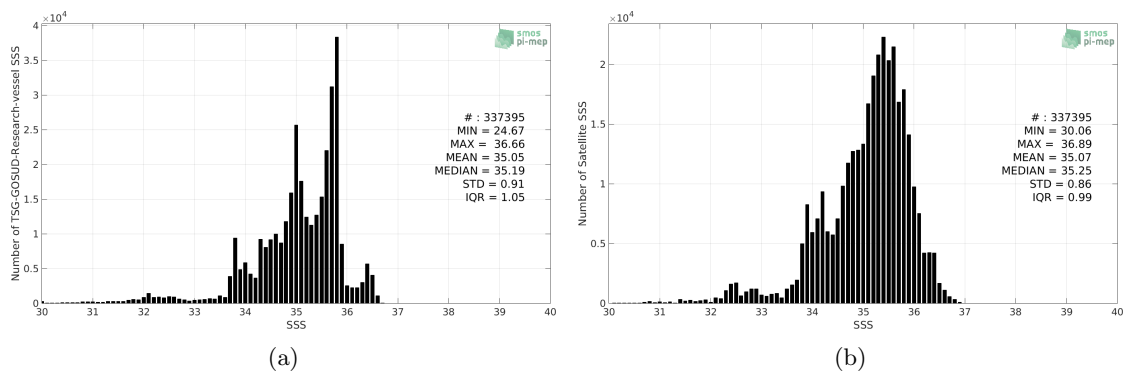 ×10⁴
4
3.5
3
2.5
2
1.5
1
0.5
0
Number of TSG-GOSUD-Research-vessel SSS
smos
pi-mep
# : 337395
MIN = 24.67
MAX = 36.66
MEAN = 35.05
MEDIAN = 35.19
STD = 0.91
IQR = 1.05
30 31 32 33 34 35 36 37 38 39 40
SSS
(a)
×10⁴
2
1.5
1
0.5
0
Number of Satellite SSS
smos
pi-mep
# : 337395
MIN = 30.06
MAX = 36.89
MEAN = 35.07
MEDIAN = 35.25
STD = 0.86
IQR = 0.99
30 31 32 33 34 35 36 37 38 39 40
SSS
(b)